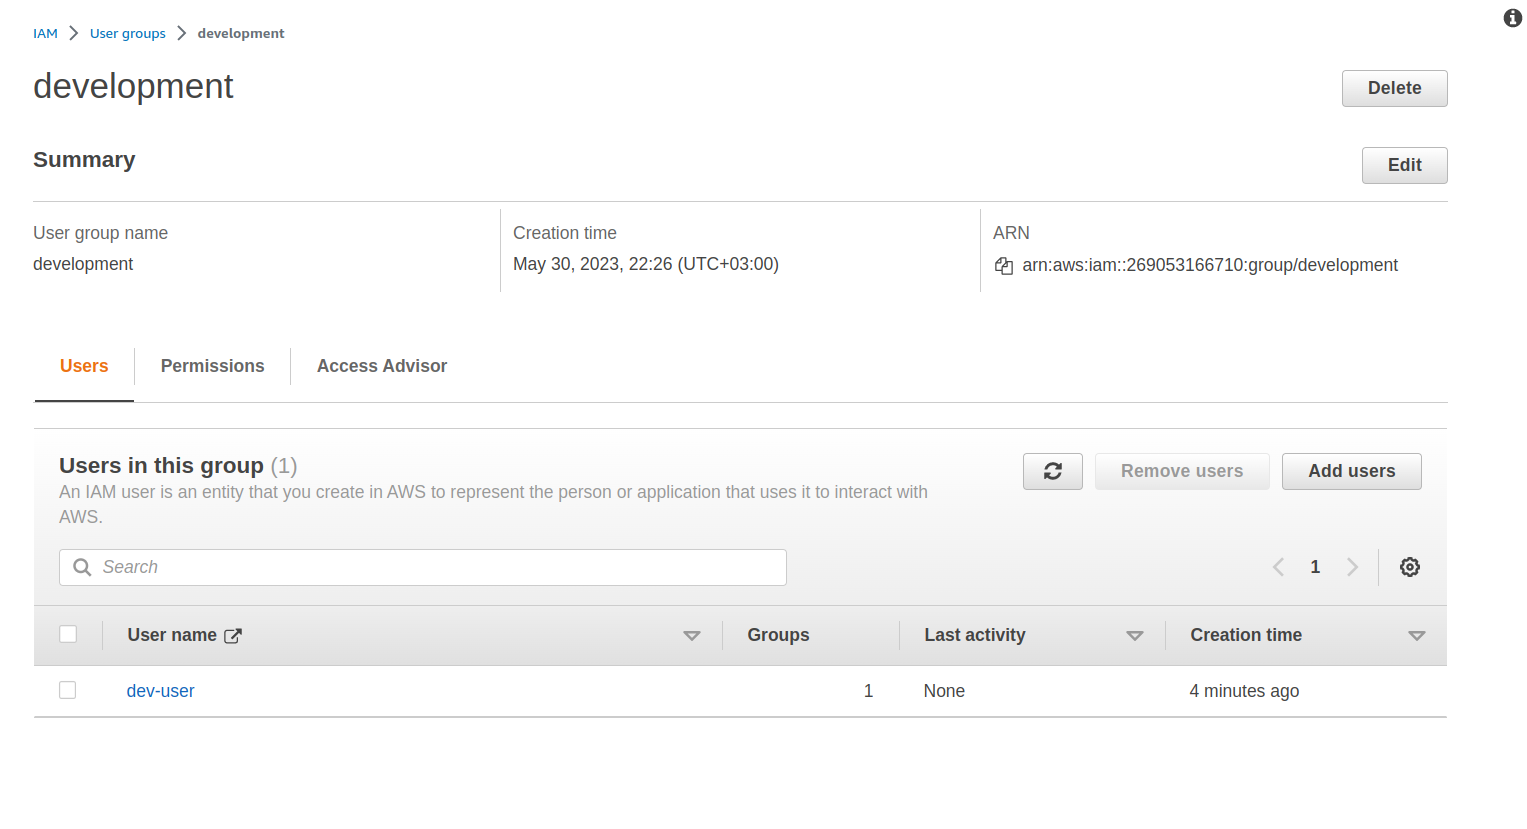 IAM > User groups > development
development
Delete
Summary
Edit
User group name
development
Creation time
May 30, 2023, 22:26 (UTC+03:00)
ARN
arn:aws:iam::269053166710:group/development
Users
Permissions
Access Advisor
Users in this group (1)
An IAM user is an entity that you create in AWS to represent the person or application that uses it to interact with
AWS.
Remove users
Add users
Search
1
User name
Groups
Last activity
Creation time
dev-user
1
None
4 minutes ago